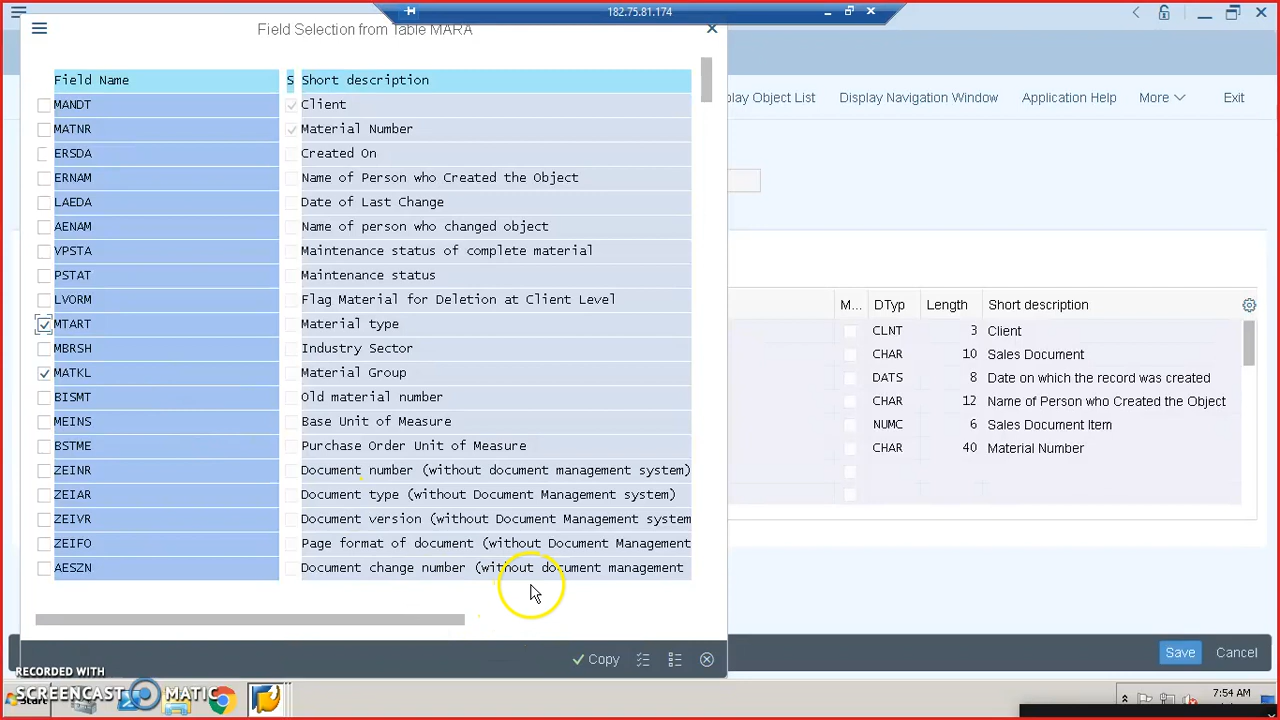 182.75.81.174
Field Selection from Table MARA
Field Name S Short description
MANDT Client
MATNR Material Number
ERSDA Created On
ERNAM Name of Person who Created the Object
LAEDA Date of Last Change
AENAM Name of person who changed object
VPSTA Maintenance status of complete material
PSTAT Maintenance status
LVORM Flag Material for Deletion at Client Level
MTART Material type
MBRSH Industry Sector
MATKL Material Group
BISMT Old material number
MEINS Base Unit of Measure
BSTME Purchase Order Unit of Measure
ZEINR Document number (without document management system)
ZEIAR Document type (without Document Management system)
ZEIVR Document version (without Document Management system
ZEIFO Page format of document (without Document Management
AESZN Document change number (without document management
Copy
play Object List Display Navigation Window Application Help More Exit
M... DTyp Length Short description
CLNT 3 Client
CHAR 10 Sales Document
DATS 8 Date on which the record was created
CHAR 12 Name of Person who Created the Object
NUMC 6 Sales Document Item
CHAR 40 Material Number
Save Cancel
RECORDED WITH
SCREENCAST MATIC
Start
7:54 AM